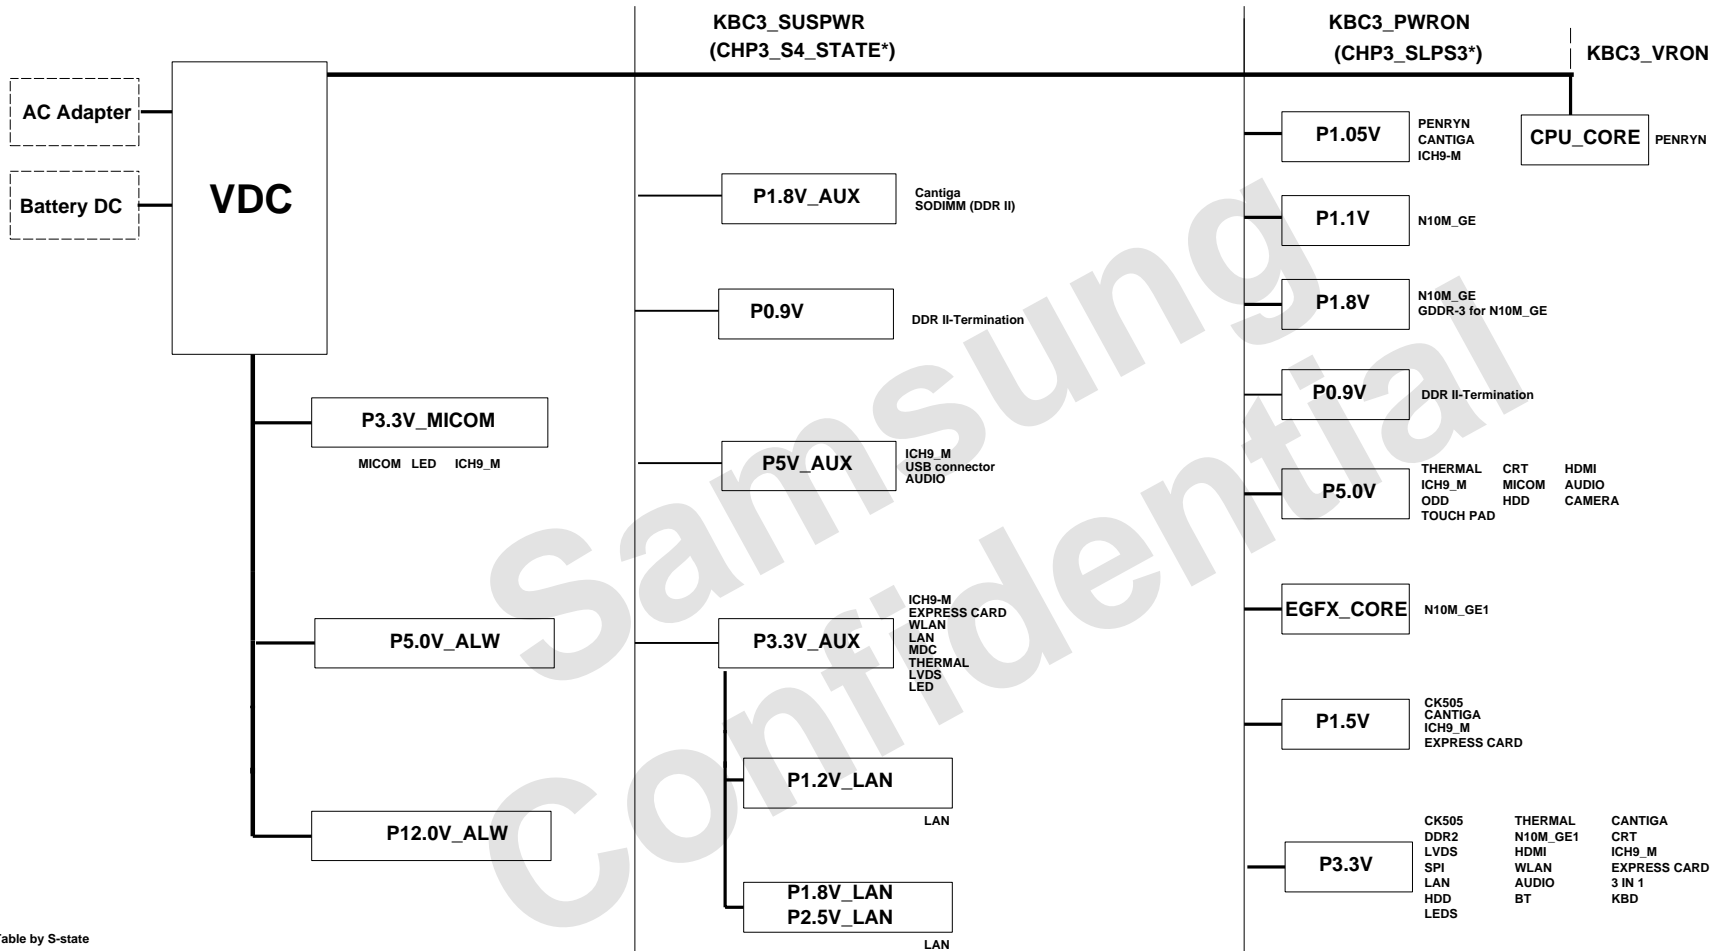 KBC3_SUSPWR
(CHP3_S4_STATE*)
KBC3_PWRON
(CHP3_SLPS3*)
KBC3_VRON
AC Adapter
Battery DC
VDC
P3.3V_MICOM
MICOM LED ICH9_M
P5.0V_ALW
P12.0V_ALW
P1.8V_AUX
Cantiga
SODIMM (DDR II)
P0.9V
DDR II-Termination
P5V_AUX
ICH9_M
USB connector
AUDIO
P3.3V_AUX
ICH9-M
EXPRESS CARD
WLAN
LAN
MDC
THERMAL
LVDS
LED
P1.2V_LAN
LAN
P1.8V_LAN
P2.5V_LAN
LAN
P1.05V
PENRYN
CANTIGA
ICH9-M
CPU_CORE
PENRYN
P1.1V
N10M_GE
P1.8V
N10M_GE
GDDR-3 for N10M_GE
P0.9V
DDR II-Termination
P5.0V
THERMAL CRT HDMI
ICH9_M MICOM AUDIO
ODD HDD CAMERA
TOUCH PAD
EGFX_CORE
N10M_GE1
P1.5V
CK505
CANTIGA
ICH9_M
EXPRESS CARD
P3.3V
CK505 THERMAL CANTIGA
DDR2 N10M_GE1 CRT
LVDS HDMI ICH9_M
SPI WLAN EXPRESS CARD
LAN AUDIO 3 IN 1
HDD BT KBD
LEDS
Samsung
Confidential
Table by S-state